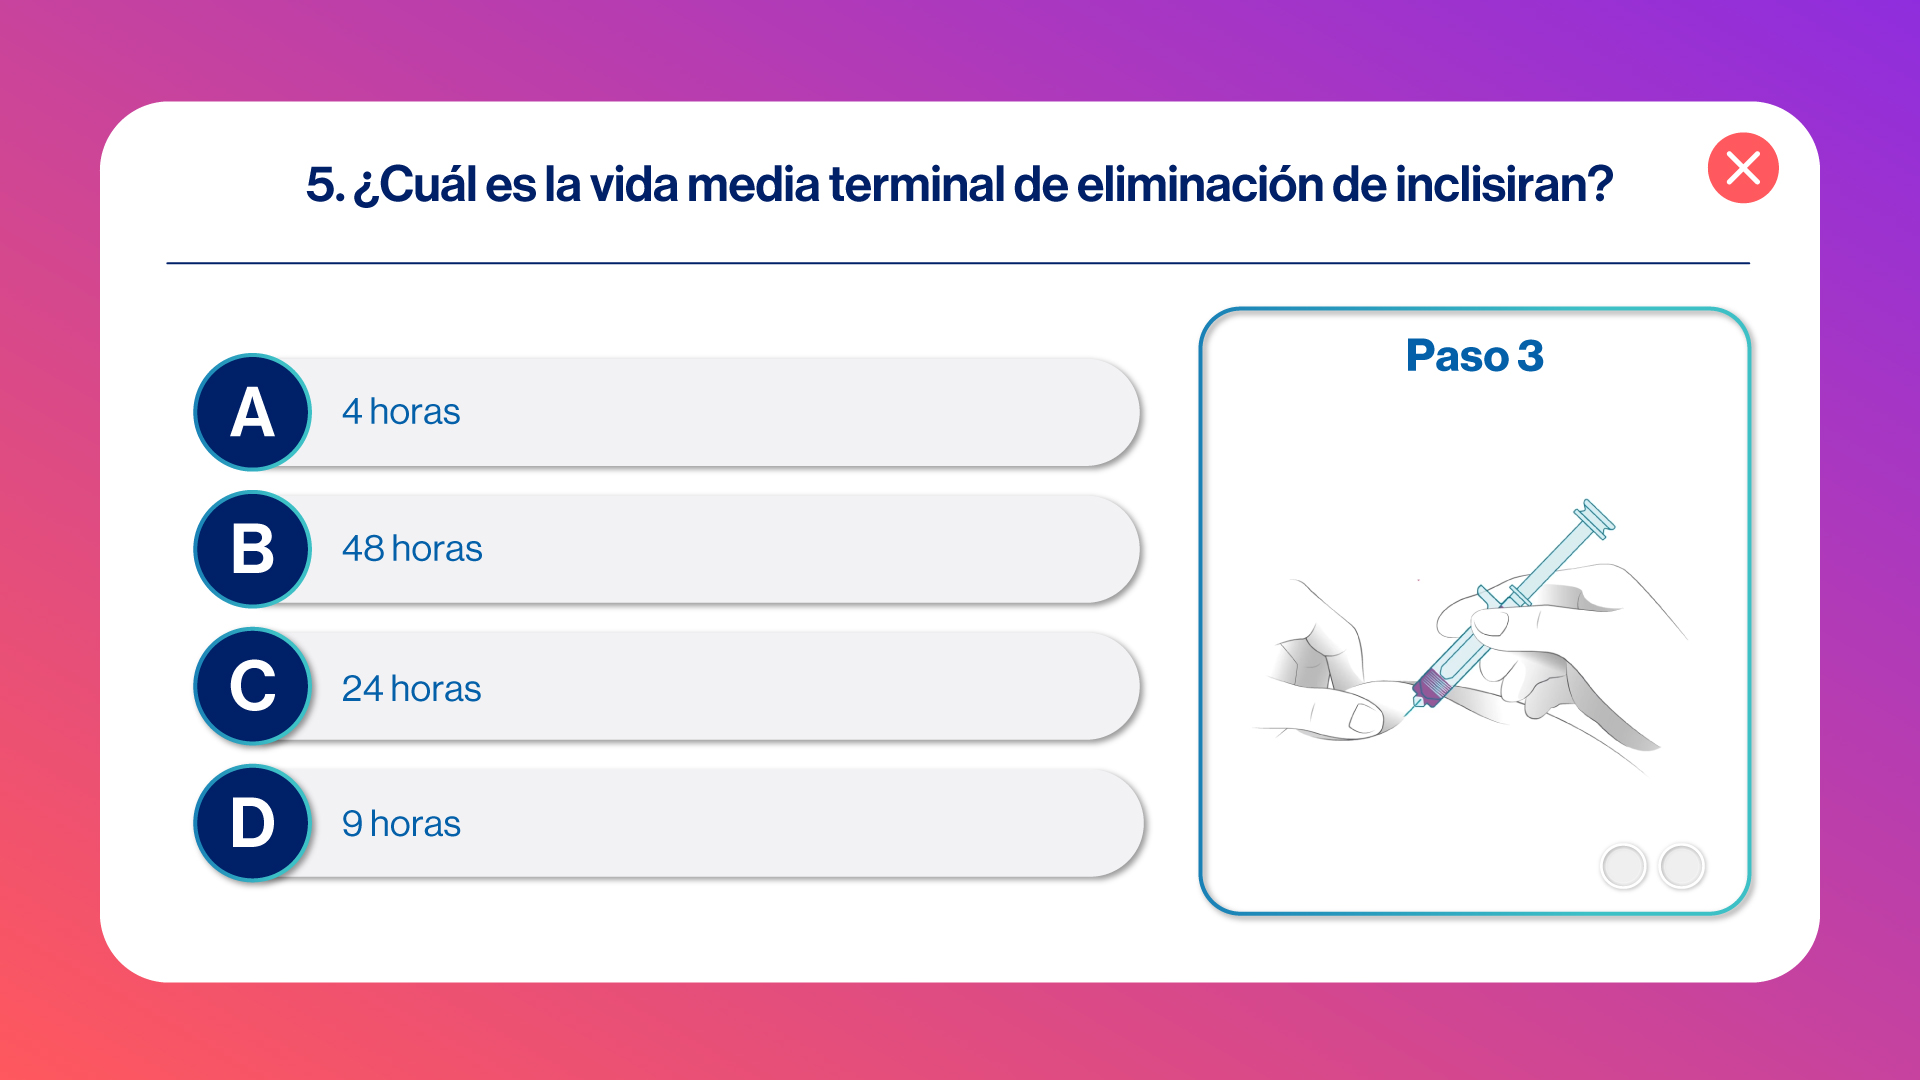 5. ¿Cuál es la vida media terminal de eliminación de inclisiran?
A
4 horas
B
48 horas
C
24 horas
D
9 horas
Paso 3